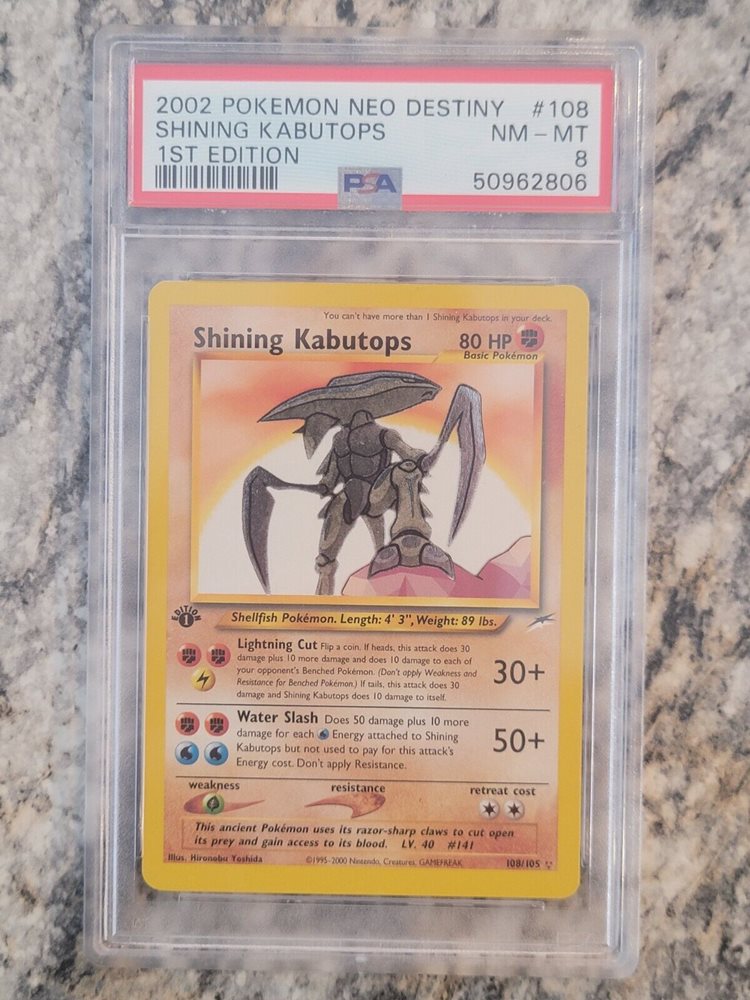 2002 POKEMON NEO DESTINY #108
SHINING KABUTOPS NM - MT
1ST EDITION 8
PSA 50962806
You can't have more than 1 Shining Kabutops in your deck.
Shining Kabutops 80 HP
Basic Pokémon
EDITION 1
Shellfish Pokémon. Length: 4' 3", Weight: 89 lbs.
Lightning Cut Flip a coin. If heads, this attack does 30
damage plus 10 more damage and does 10 damage to each of
your opponent's Benched Pokémon. (Don't apply Weakness and
Resistance for Benched Pokémon.) If tails, this attack does 30
damage and Shining Kabutops does 10 damage to itself.
30+
Water Slash Does 50 damage plus 10 more
damage for each Energy attached to Shining
Kabutops but not used to pay for this attack's
Energy cost. Don't apply Resistance.
50+
weakness resistance retreat cost
This ancient Pokémon uses its razor-sharp claws to cut open
its prey and gain access to its blood. LV. 40 #141
Illus. Hironobu Yoshida ©1995-2000 Nintendo, Creatures, GAMEFREAK. 108/105